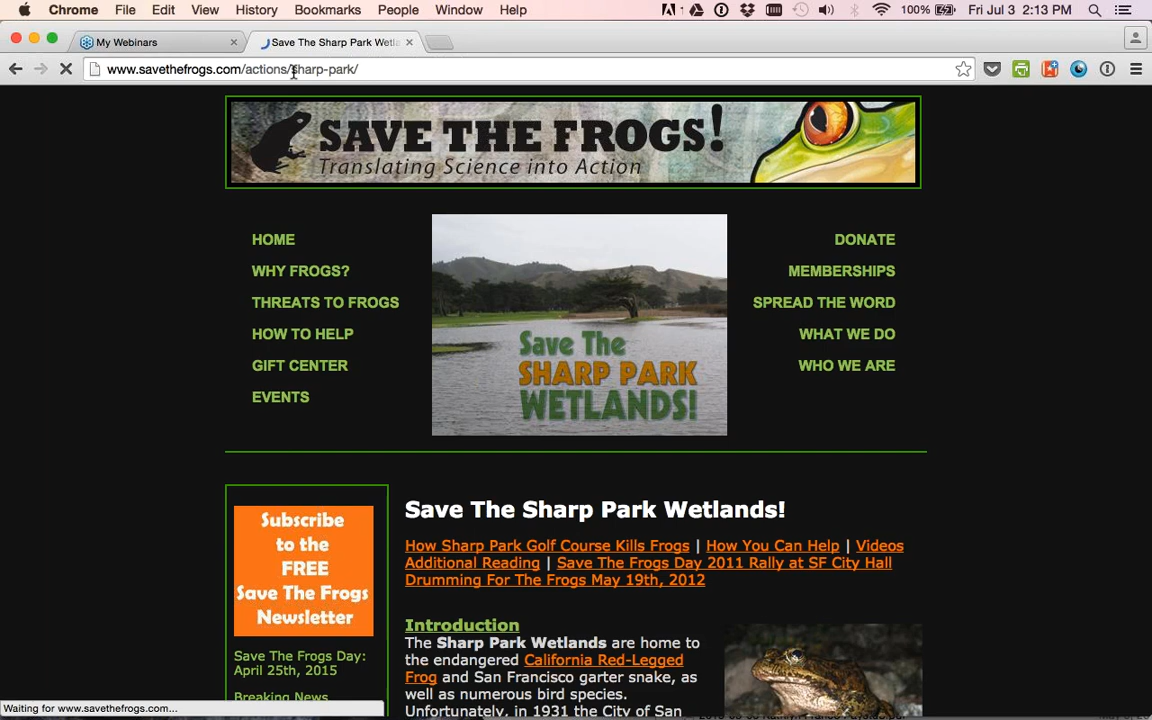 Chrome File Edit View History Bookmarks People Window Help 100% Fri Jul 3 2:13 PM
My Webinars
Save The Sharp Park Wetla
www.savethefrogs.com/actions/sharp-park/
SAVE THE FROGS!
Translating Science into Action
HOME
WHY FROGS?
THREATS TO FROGS
HOW TO HELP
GIFT CENTER
EVENTS
Save The
SHARP PARK
WETLANDS!
DONATE
MEMBERSHIPS
SPREAD THE WORD
WHAT WE DO
WHO WE ARE
Subscribe
to the
FREE
Save The Frogs
Newsletter
Save The Frogs Day:
April 25th, 2015
Breaking News
Save The Sharp Park Wetlands!
How Sharp Park Golf Course Kills Frogs | How You Can Help | Videos
Additional Reading | Save The Frogs Day 2011 Rally at SF City Hall
Drumming For The Frogs May 19th, 2012
Introduction
The Sharp Park Wetlands are home to
the endangered California Red-Legged
Frog and San Francisco garter snake, as
well as numerous bird species.
Unfortunately, in 1931 the City of San
Waiting for www.savethefrogs.com...